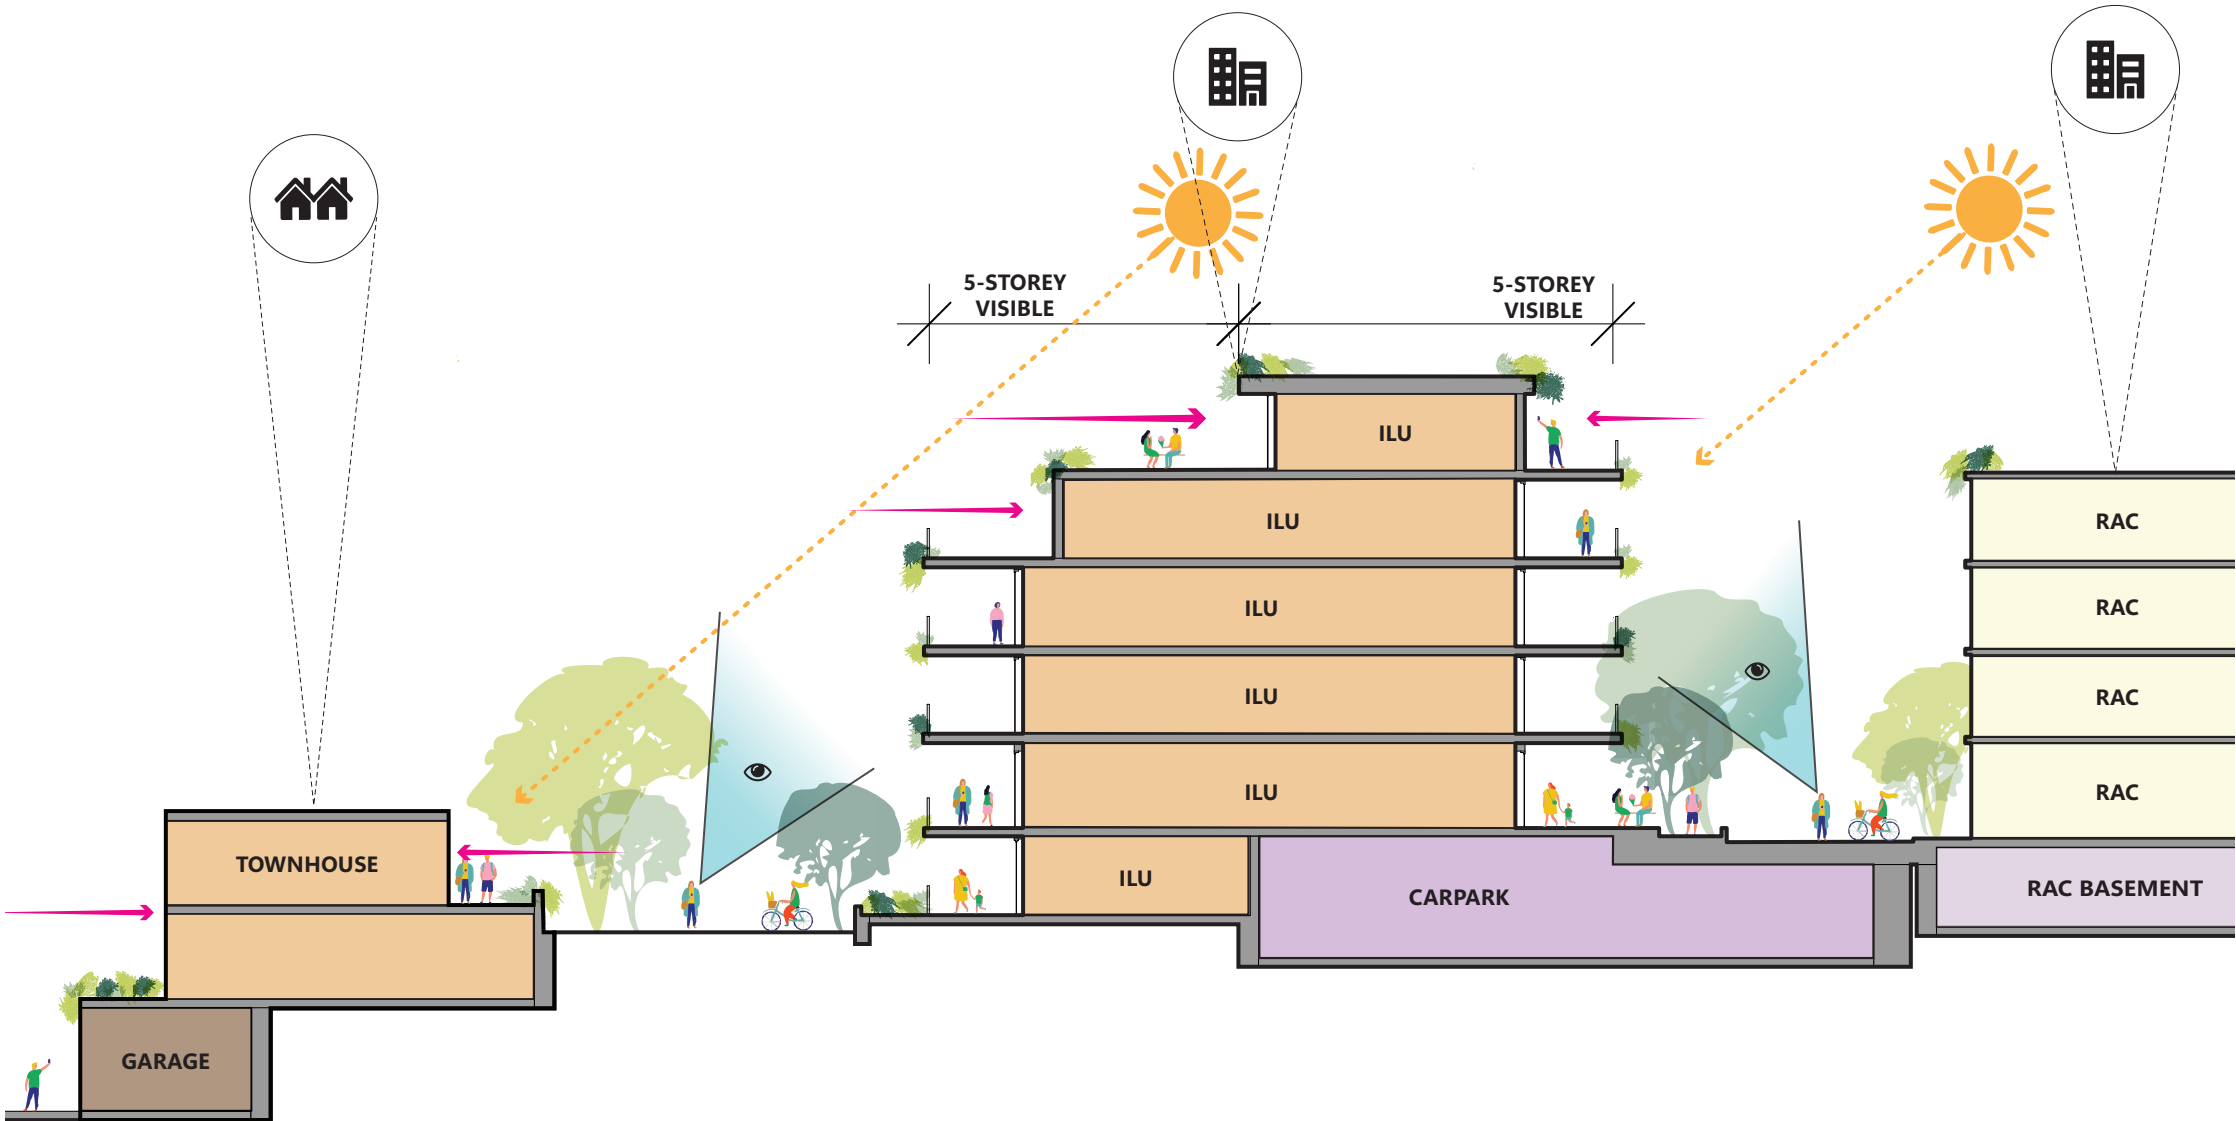 5-STOREY
VISIBLE
5-STOREY
VISIBLE
ILU
ILU
ILU
ILU
ILU
ILU
CARPARK
TOWNHOUSE
GARAGE
RAC
RAC
RAC
RAC
RAC BASEMENT